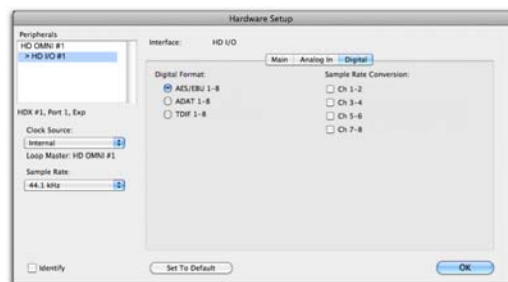 Hardware Setup
Peripherals
HD OMNI #1
> HD I/O #1
HDX #1, Port 1, Exp
Clock Source:
Internal
Loop Master: HD OMNI #1
Sample Rate:
44.1 kHz
Identify
Interface: HD I/O
Main Analog In Digital
Digital Format:
AES/EBU 1-8
ADAT 1-8
TDIF 1-8
Sample Rate Conversion:
Ch 1-2
Ch 3-4
Ch 5-6
Ch 7-8
Set To Default
OK